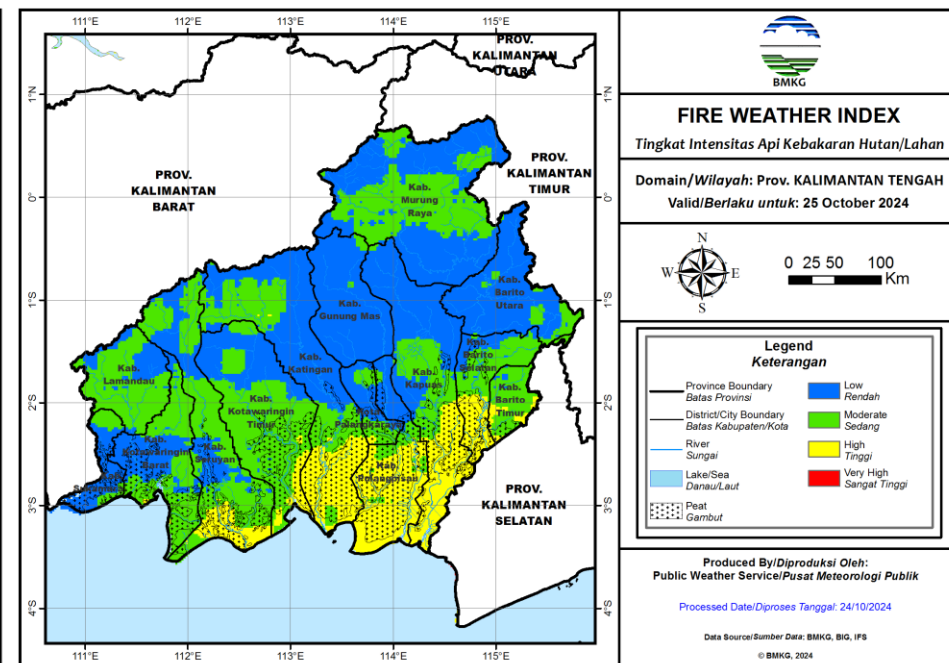 111°E 112°E 113°E 114°E 115°E
PROV.
KALIMANTAN
UTARA
1°N 1°N
PROV.
KALIMANTAN
TIMUR
PROV.
KALIMANTAN
BARAT
Kab.
Murung
Raya
0° 0°
Kab.
Barito
Utara
Kab.
Gunung Mas
1°S 1°S
Kab.
Barito
Selatan
Kab.
Katingan
Kab.
Lamandau
Kab.
Kapuas
Kab.
Barito
Timur
Kab.
Kotawaringin
Timur
2°S 2°S
Palangkaraya
Kab.
Kotawaringin
Barat
Kab.
Seruyan
Kab.
Pulangpisau
3°S 3°S
PROV.
KALIMANTAN
SELATAN
4°S 4°S
111°E 112°E 113°E 114°E 115°E
BMKG
FIRE WEATHER INDEX
Tingkat Intensitas Api Kebakaran Hutan/Lahan
Domain/Wilayah: Prov. KALIMANTAN TENGAH
Valid/Berlaku untuk: 25 October 2024
N
W E
S
0 25 50 100
Km
Legend
Keterangan
Province Boundary
Batas Provinsi
District/City Boundary
Batas Kabupaten/Kota
River
Sungai
Lake/Sea
Danau/Laut
Peat
Gambut
Low
Rendah
Moderate
Sedang
High
Tinggi
Very High
Sangat Tinggi
Produced By/Diproduksi Oleh:
Public Weather Service/Pusat Meteorologi Publik
Processed Date/Diproses Tanggal: 24/10/2024
Data Source/Sumber Data: BMKG, BIG, IFS
© BMKG, 2024